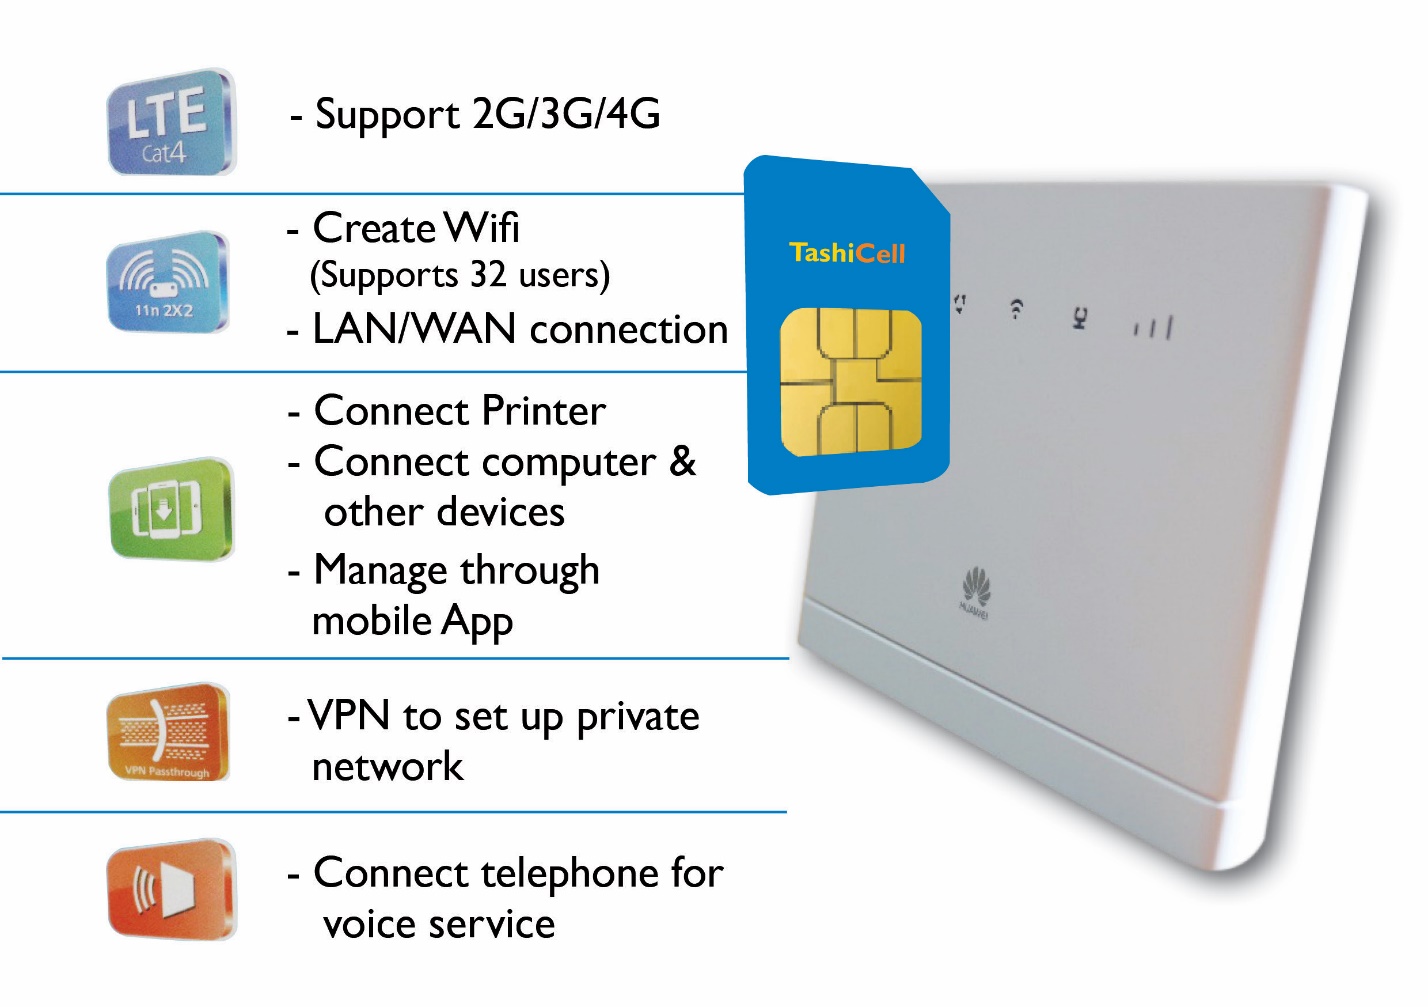 LTE
Cat4
- Support 2G/3G/4G
11n 2X2
- Create Wifi
(Supports 32 users)
- LAN/WAN connection
- Connect Printer
- Connect computer &
other devices
- Manage through
mobile App
VPN Passthrough
- VPN to set up private
network
- Connect telephone for
voice service
TashiCell
HUAWEI